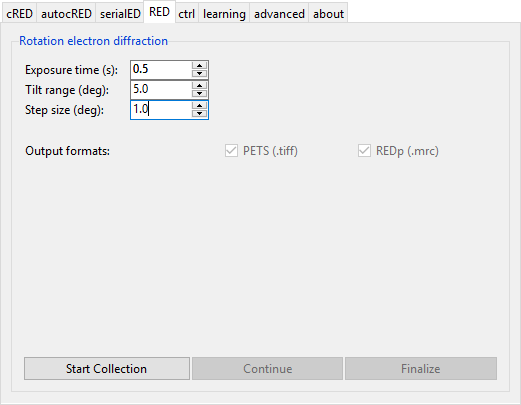 cRED autocRED serialED RED ctrl learning advanced about
Rotation electron diffraction
Exposure time (s): 0.5
Tilt range (deg): 5.0
Step size (deg): 1.0
Output formats: PETS (.tiff) REDp (.mrc)
Start Collection Continue Finalize